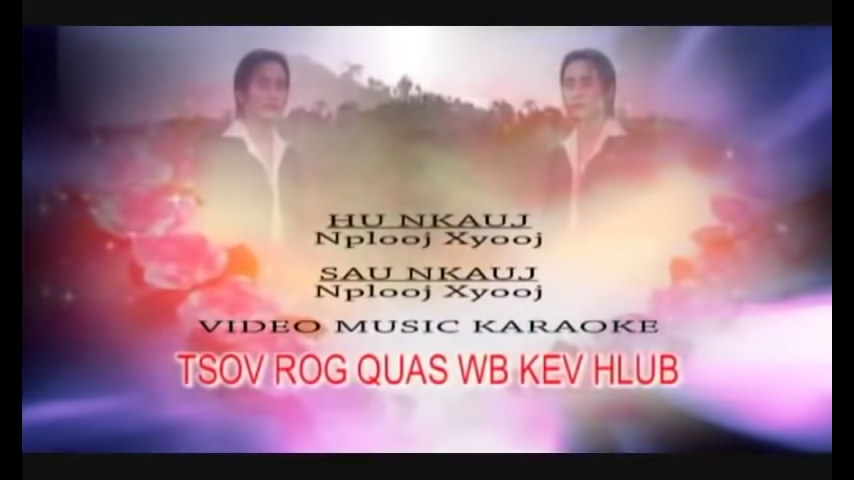 HU NKAUJ
Nplooj Xyooj
SAU NKAUJ
Nplooj Xyooj
VIDEO MUSIC KARAOKE
TSOV ROG QUAS WB KEV HLUB